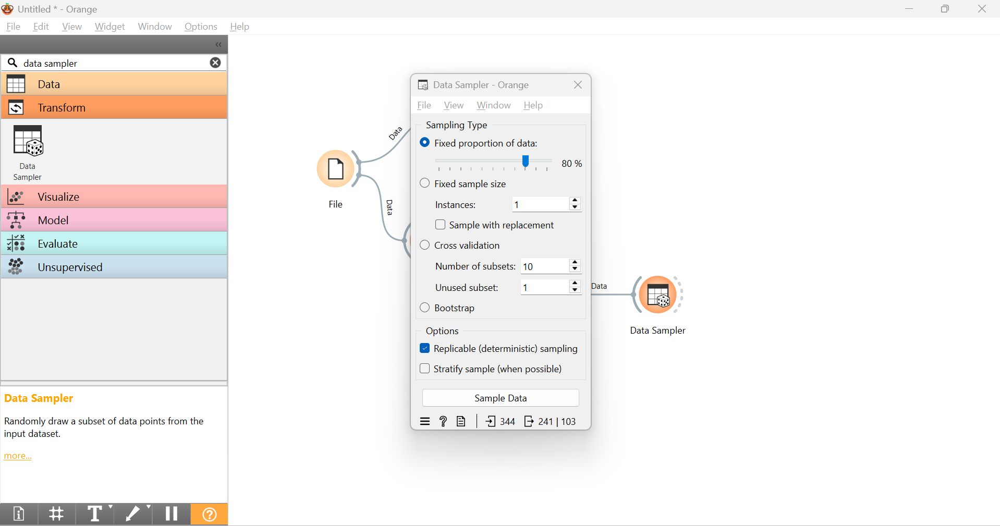 Untitled * - Orange
File Edit View Widget Window Options Help
«
data sampler
Data
Transform
Data
Sampler
Visualize
Model
Evaluate
Unsupervised
Data Sampler
Randomly draw a subset of data points from the
input dataset.
more...
File
Data
Data
Data Sampler - Orange
File View Window Help
Sampling Type
Fixed proportion of data:
80 %
Fixed sample size
Instances: 1
Sample with replacement
Cross validation
Number of subsets: 10
Unused subset: 1
Bootstrap
Options
Replicable (deterministic) sampling
Stratify sample (when possible)
Sample Data
344 241 | 103
Data
Data Sampler